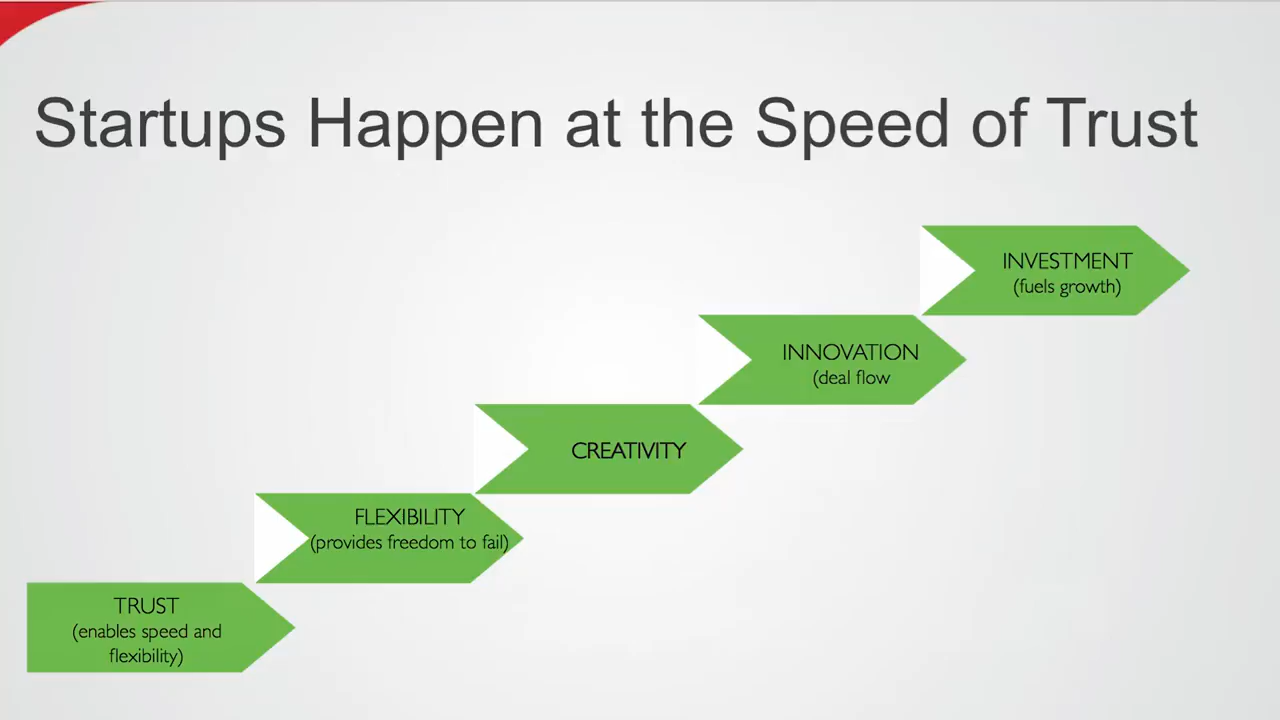 Startups Happen at the Speed of Trust
INVESTMENT
(fuels growth)
INNOVATION
(deal flow
CREATIVITY
FLEXIBILITY
(provides freedom to fail)
TRUST
(enables speed and
flexibility)